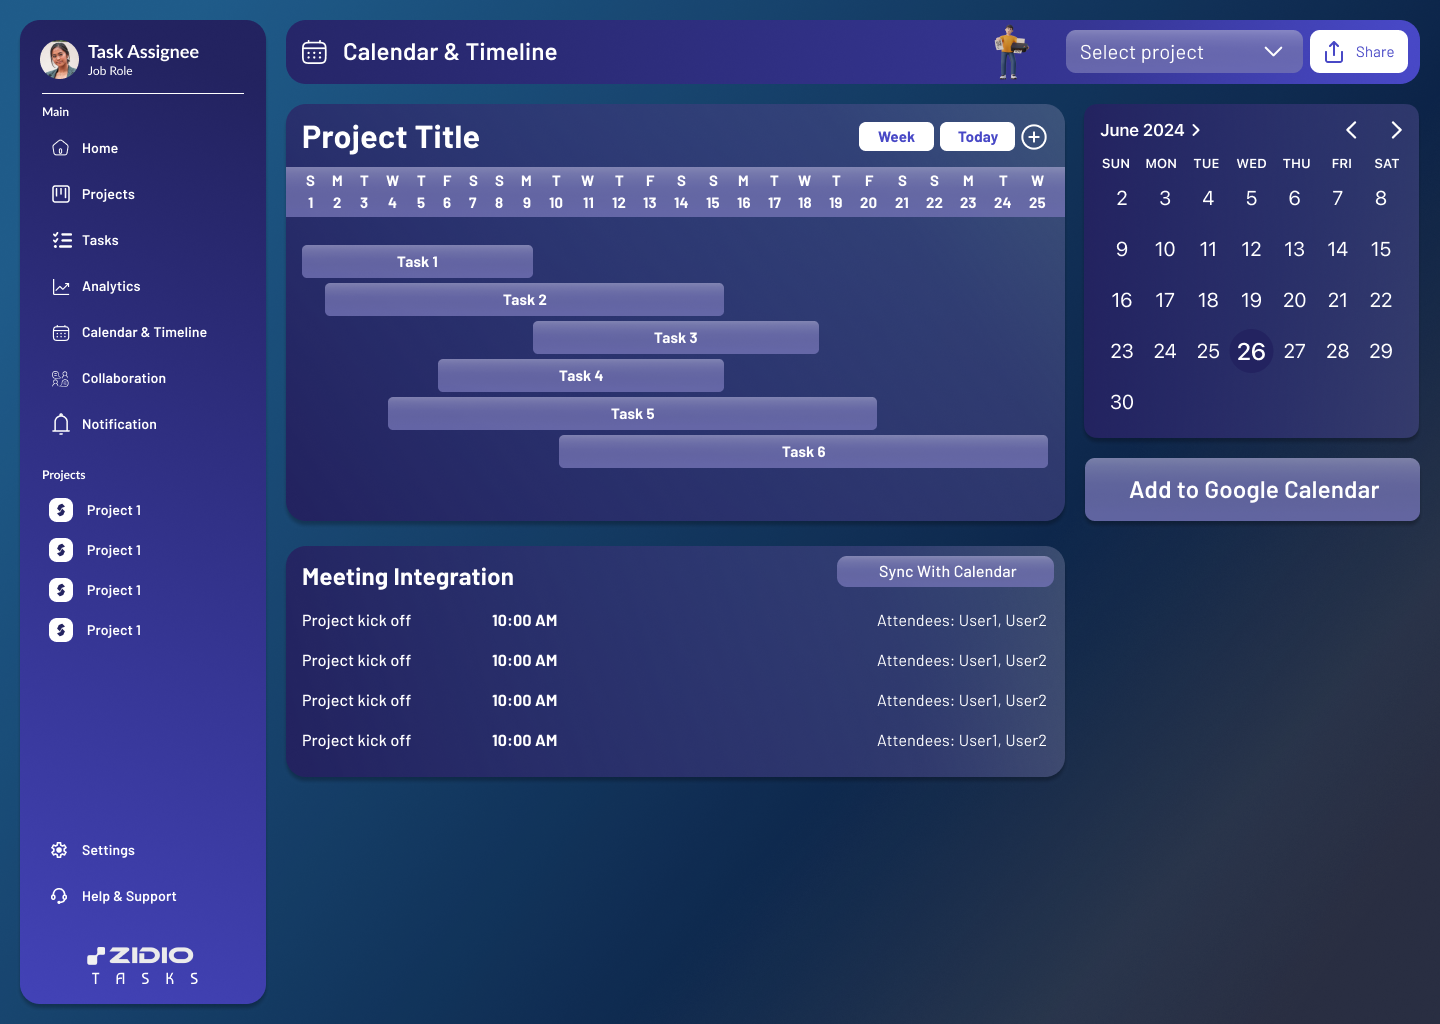 Task Assignee
Job Role
Main
Home
Projects
Tasks
Analytics
Calendar & Timeline
Collaboration
Notification
Projects
Project 1
Project 1
Project 1
Project 1
Settings
Help & Support
ZIDIO
TASKS
Calendar & Timeline
Select project
Share
Project Title
Week
Today
S M T W T F S S M T W T F S S M T W T F S S M T W
1 2 3 4 5 6 7 8 9 10 11 12 13 14 15 16 17 18 19 20 21 22 23 24 25
Task 1
Task 2
Task 3
Task 4
Task 5
Task 6
June 2024
SUN MON TUE WED THU FRI SAT
2 3 4 5 6 7 8
9 10 11 12 13 14 15
16 17 18 19 20 21 22
23 24 25 26 27 28 29
30
Add to Google Calendar
Meeting Integration
Sync With Calendar
Project kick off 10:00 AM Attendees: User1, User2
Project kick off 10:00 AM Attendees: User1, User2
Project kick off 10:00 AM Attendees: User1, User2
Project kick off 10:00 AM Attendees: User1, User2